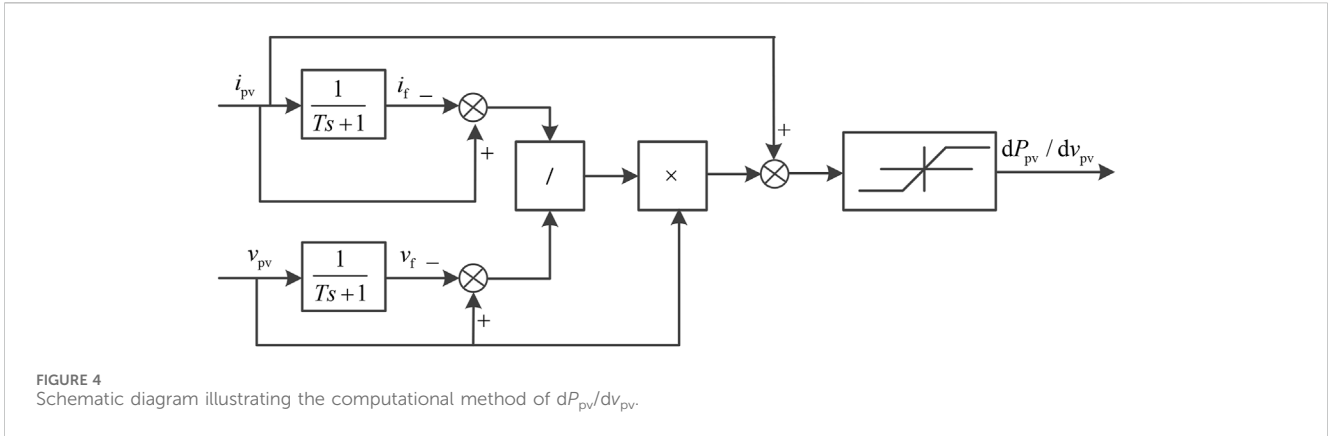 i_pv
1
Ts+1
i_f −
+
+
/
×
dP_pv / dv_pv
v_pv
1
Ts+1
v_f −
+
FIGURE 4
Schematic diagram illustrating the computational method of dP_pv/dv_pv.